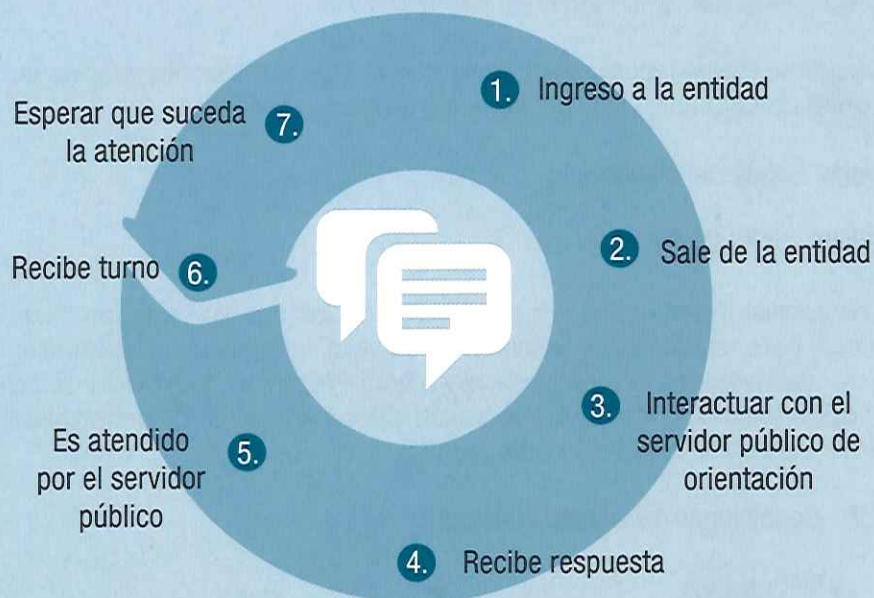 1. Ingreso a la entidad
2. Sale de la entidad
3. Interactuar con el
servidor público de
orientación
4. Recibe respuesta
5. Es atendido
por el servidor
público
6. Recibe turno
7. Esperar que suceda
la atención